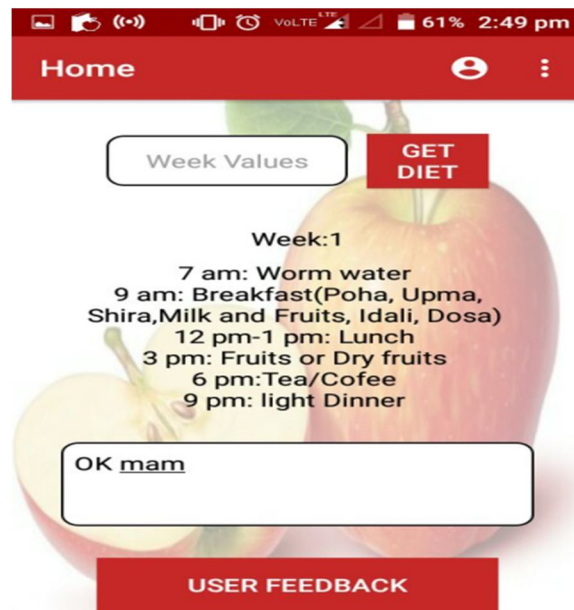 VoLTE LTE 61% 2:49 pm
Home
Week Values
GET
DIET
Week:1
7 am: Worm water
9 am: Breakfast(Poha, Upma,
Shira,Milk and Fruits, Idali, Dosa)
12 pm-1 pm: Lunch
3 pm: Fruits or Dry fruits
6 pm:Tea/Cofee
9 pm: light Dinner
OK mam
USER FEEDBACK